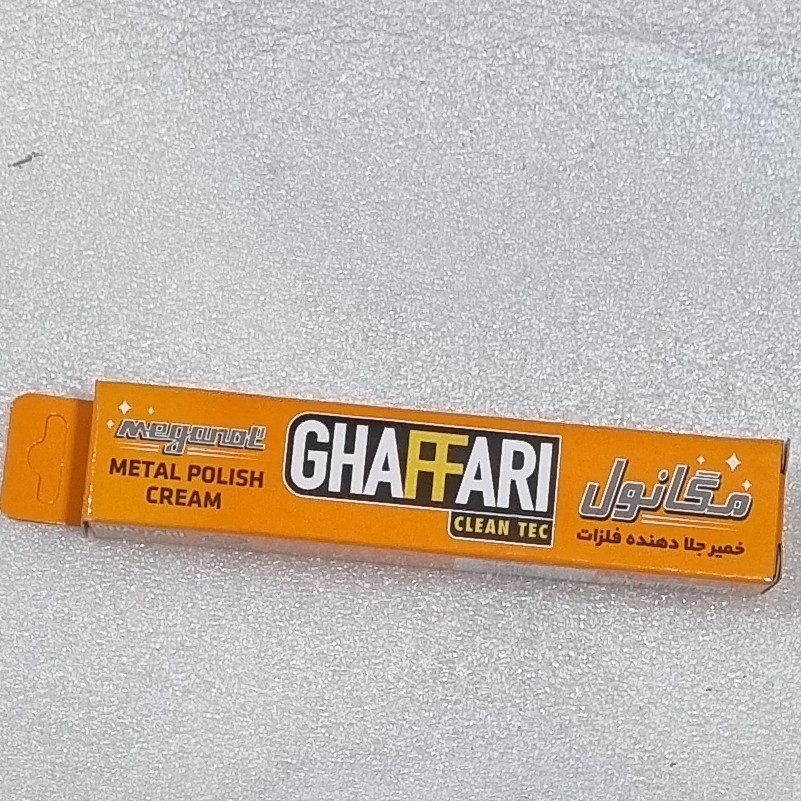 meganol
METAL POLISH
CREAM
GHAFFARI
CLEAN TEC
مگانول
خمیر جلا دهنده فلزات